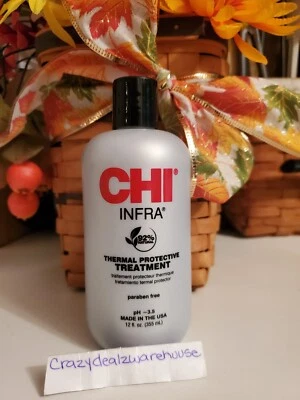 CHI®
INFRA®
92%
THERMAL PROTECTIVE
TREATMENT
traitement protecteur thermique
tratamiento termal protector
paraben free
pH ~3.5
MADE IN THE USA
12 fl. oz. (355 mL)
Crazydealzwarehouse